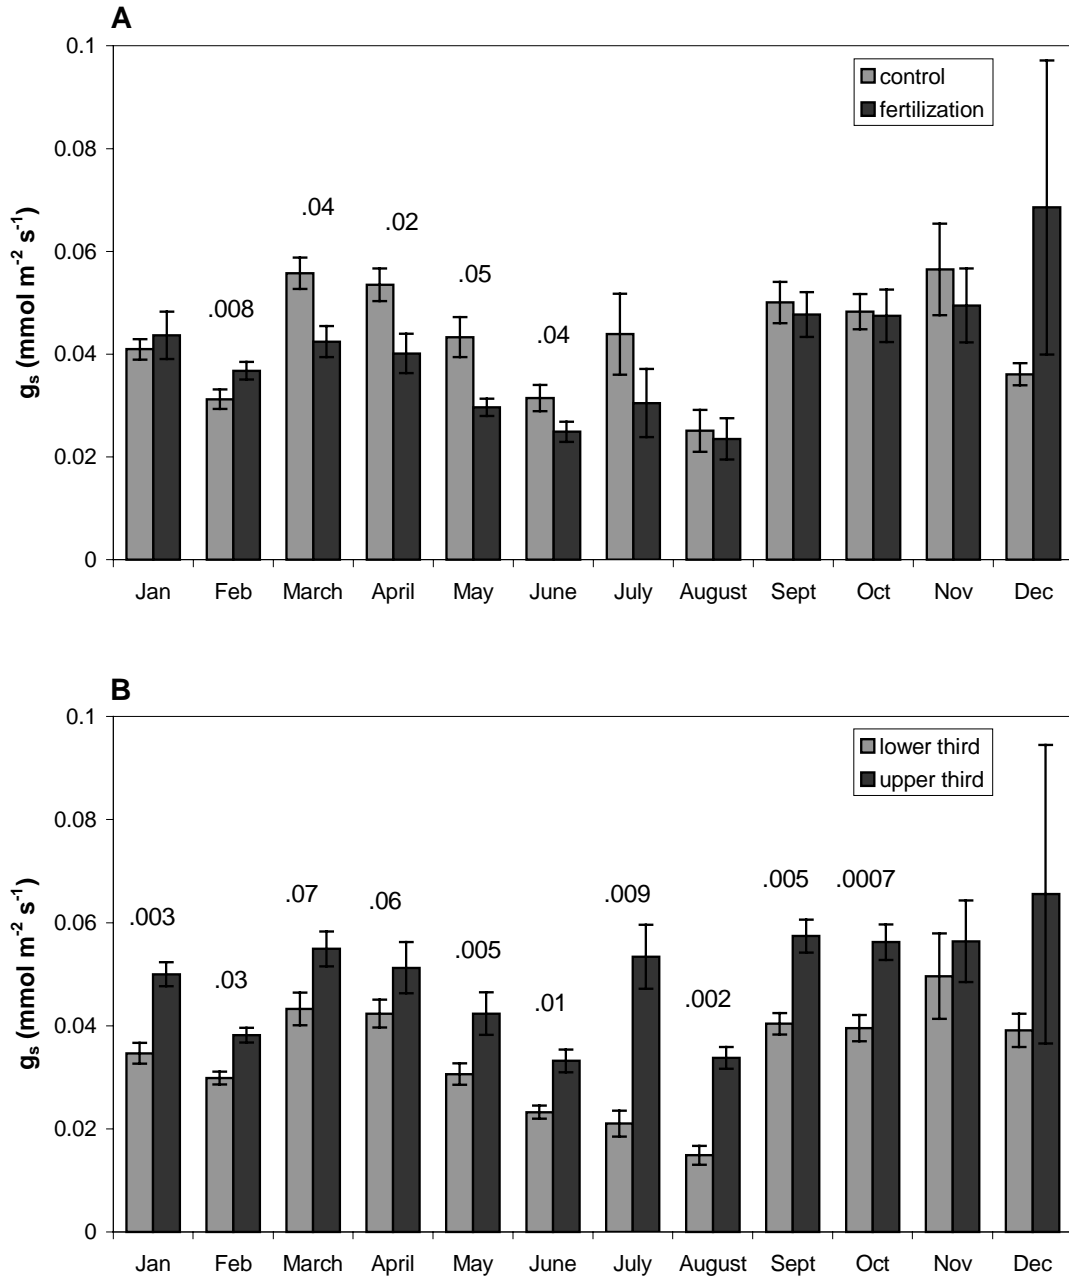 A
0.1
control
fertilization
0.08
.04
.02
0.06
.05
.008
.04
0.04
0.02
0
gs (mmol m-2 s-1)
Jan Feb March April May June July August Sept Oct Nov Dec
B
0.1
lower third
upper third
0.08
.07
.06
.009
.005
.0007
0.06
.003
.005
.03
.01
.002
0.04
0.02
0
gs (mmol m-2 s-1)
Jan Feb March April May June July August Sept Oct Nov Dec